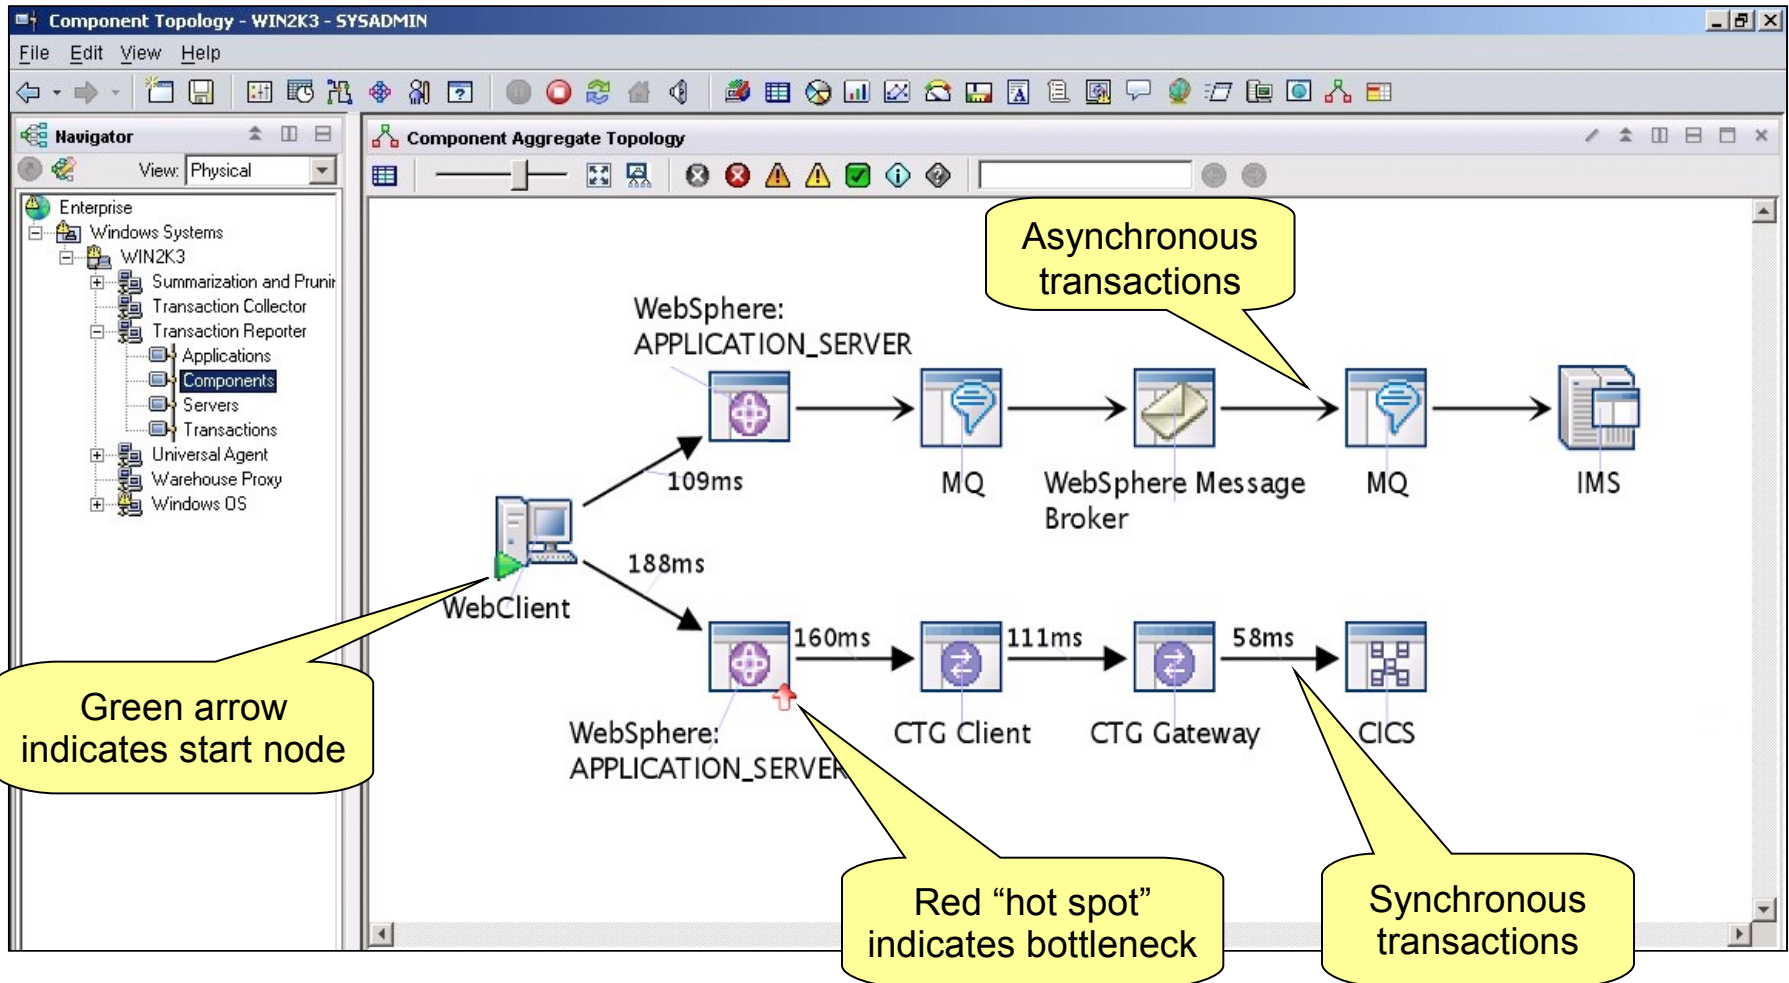 Component Topology - WIN2K3 - SYSADMIN
File Edit View Help
Navigator
View: Physical
Enterprise
Windows Systems
WIN2K3
Summarization and Prunin
Transaction Collector
Transaction Reporter
Applications
Components
Servers
Transactions
Universal Agent
Warehouse Proxy
Windows OS
Component Aggregate Topology
Asynchronous
transactions
WebSphere:
APPLICATION_SERVER
109ms
MQ
WebSphere Message
Broker
MQ
IMS
188ms
WebClient
160ms
111ms
58ms
WebSphere:
APPLICATION_SERVER
CTG Client
CTG Gateway
CICS
Green arrow
indicates start node
Red “hot spot”
indicates bottleneck
Synchronous
transactions